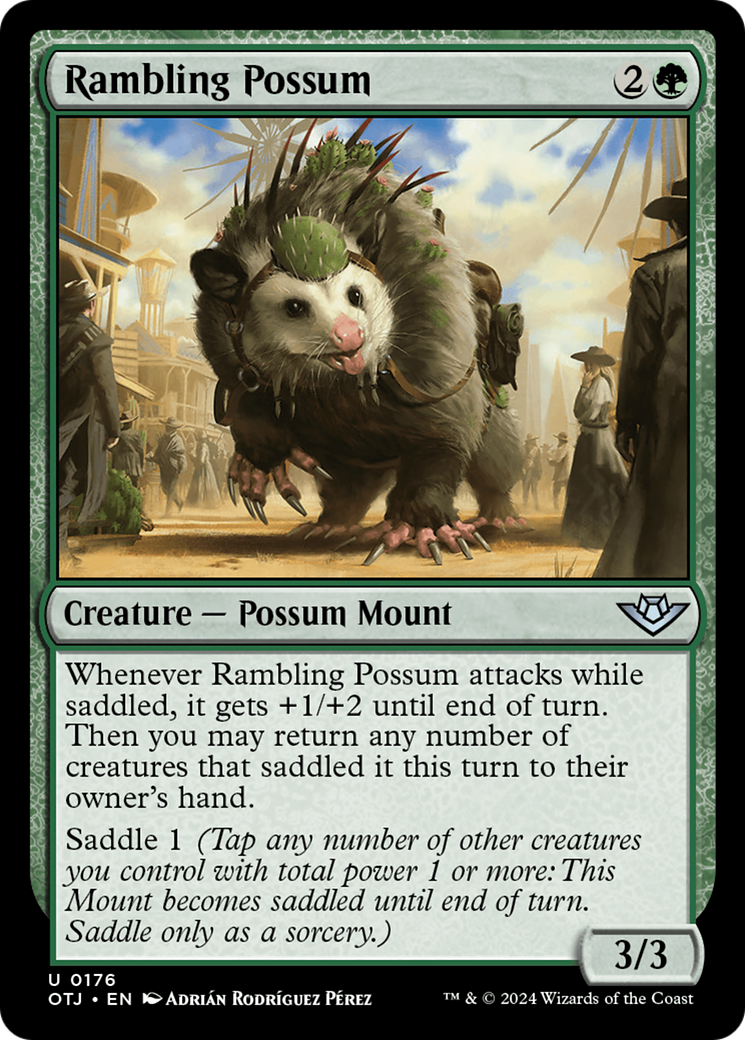 Rambling Possum 2
Creature — Possum Mount
Whenever Rambling Possum attacks while
saddled, it gets +1/+2 until end of turn.
Then you may return any number of
creatures that saddled it this turn to their
owner's hand.
Saddle 1 (Tap any number of other creatures
you control with total power 1 or more: This
Mount becomes saddled until end of turn.
Saddle only as a sorcery.)
3/3
U 0176
OTJ • EN Adrián Rodríguez Pérez ™ & © 2024 Wizards of the Coast